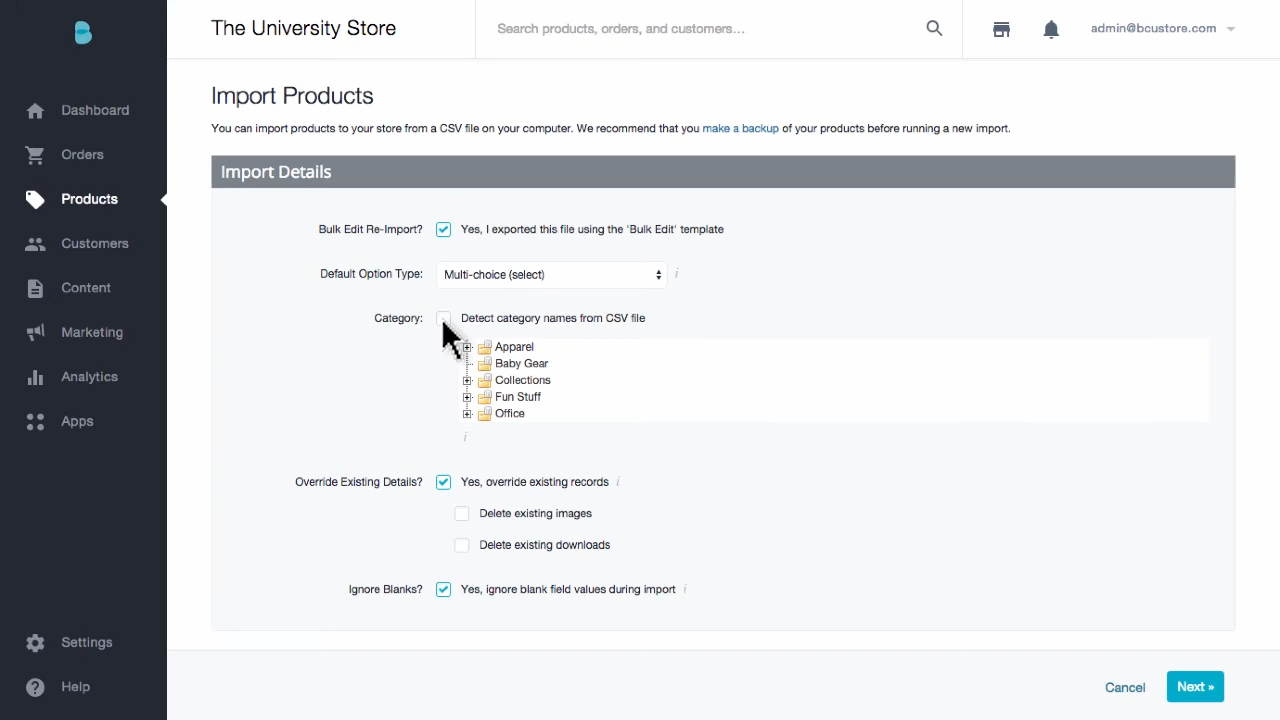 The University Store
Search products, orders, and customers...
admin@bcustore.com
Dashboard
Orders
Products
Customers
Content
Marketing
Analytics
Apps
Settings
Help
Import Products
You can import products to your store from a CSV file on your computer. We recommend that you make a backup of your products before running a new import.
Import Details
Bulk Edit Re-Import? Yes, I exported this file using the 'Bulk Edit' template
Default Option Type: Multi-choice (select) i
Category: Detect category names from CSV file
Apparel
Baby Gear
Collections
Fun Stuff
Office
i
Override Existing Details? Yes, override existing records i
Delete existing images
Delete existing downloads
Ignore Blanks? Yes, ignore blank field values during import i
Cancel Next »